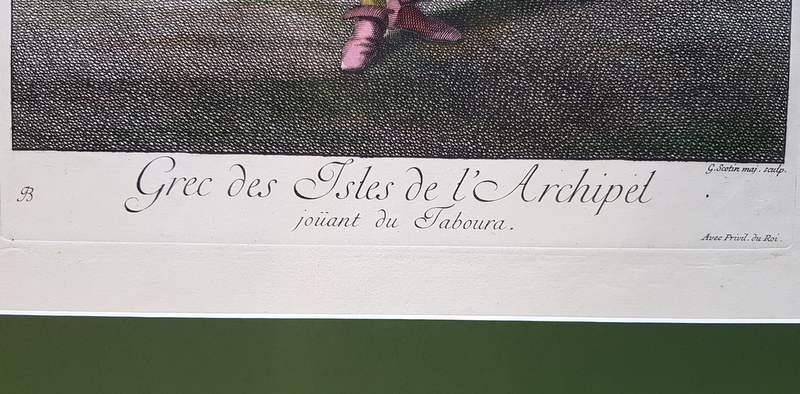 G. Scotin maj. sculp.
Grec des Isles de l'Archipel
joüant du Taboura.
Avec Privil. du Roi.